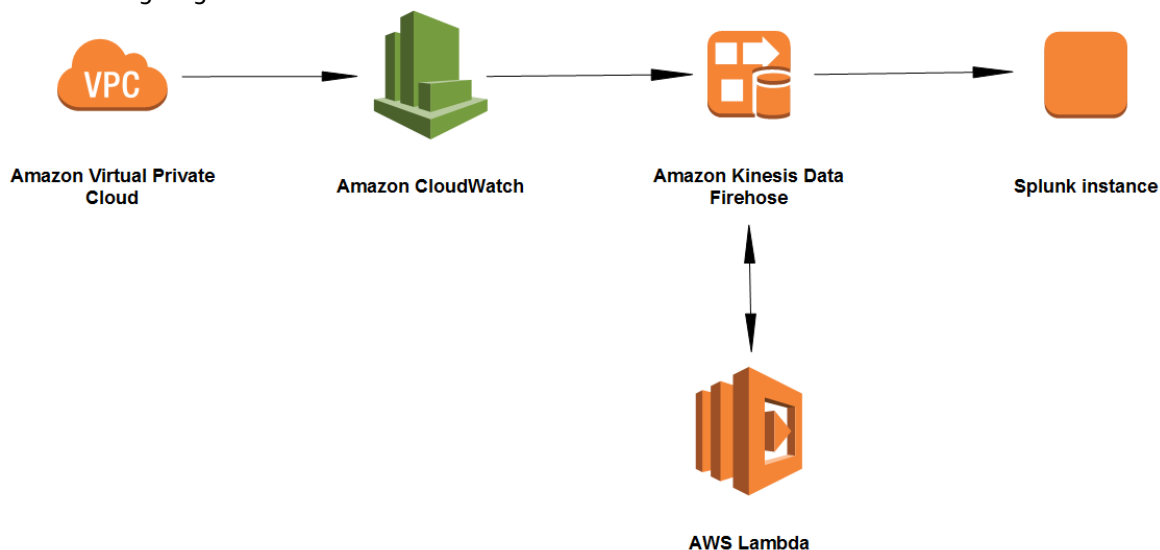 VPC
Amazon Virtual Private
Cloud
Amazon CloudWatch
Amazon Kinesis Data
Firehose
Splunk instance
AWS Lambda